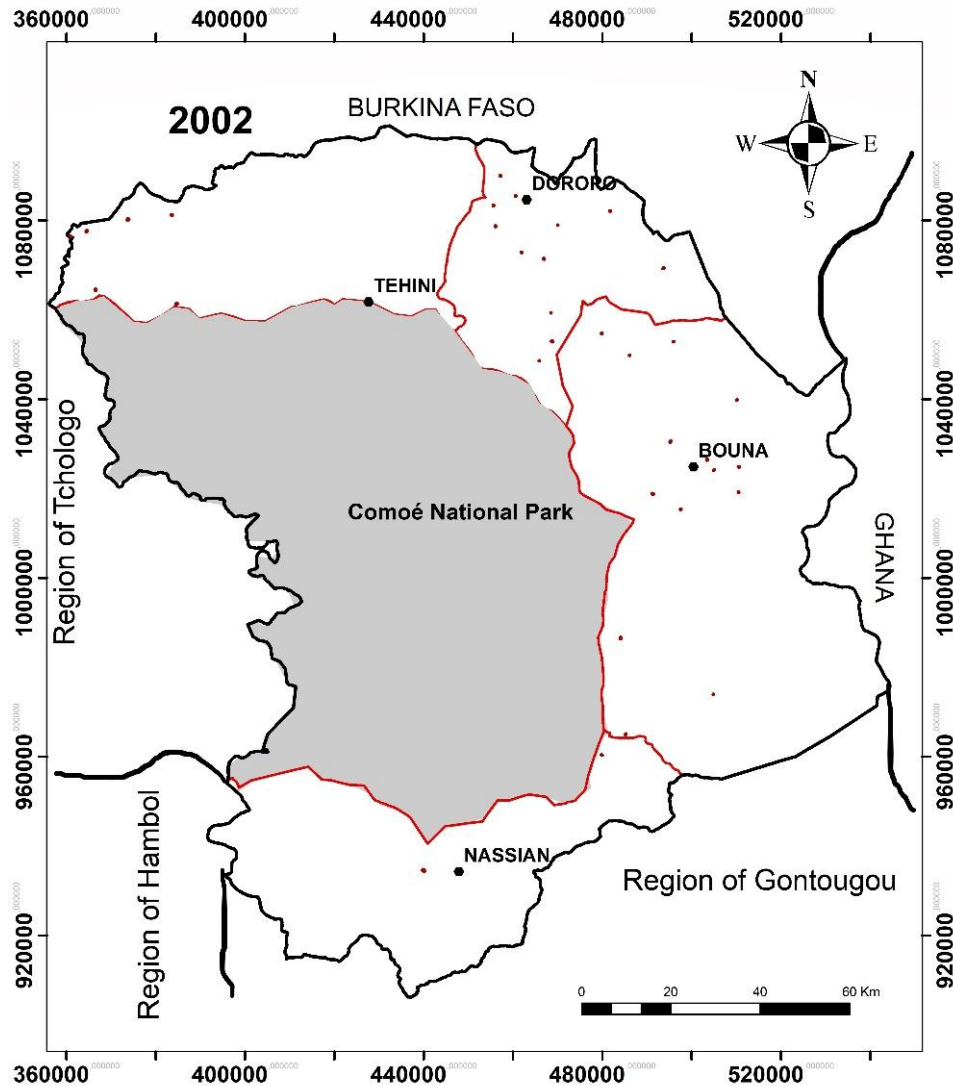 360000 400000 440000 480000 520000
2002
BURKINA FASO
N
W E
S
DOROPO
TEHINI
BOUNA
Comoé National Park
NASSIAN
Region of Tchologo
Region of Hambol
Region of Gontougou
GHANA
1080000
1040000
1000000
960000
920000
1080000
1040000
1000000
960000
920000
0 10 20 40 60 Km
360000 400000 440000 480000 520000